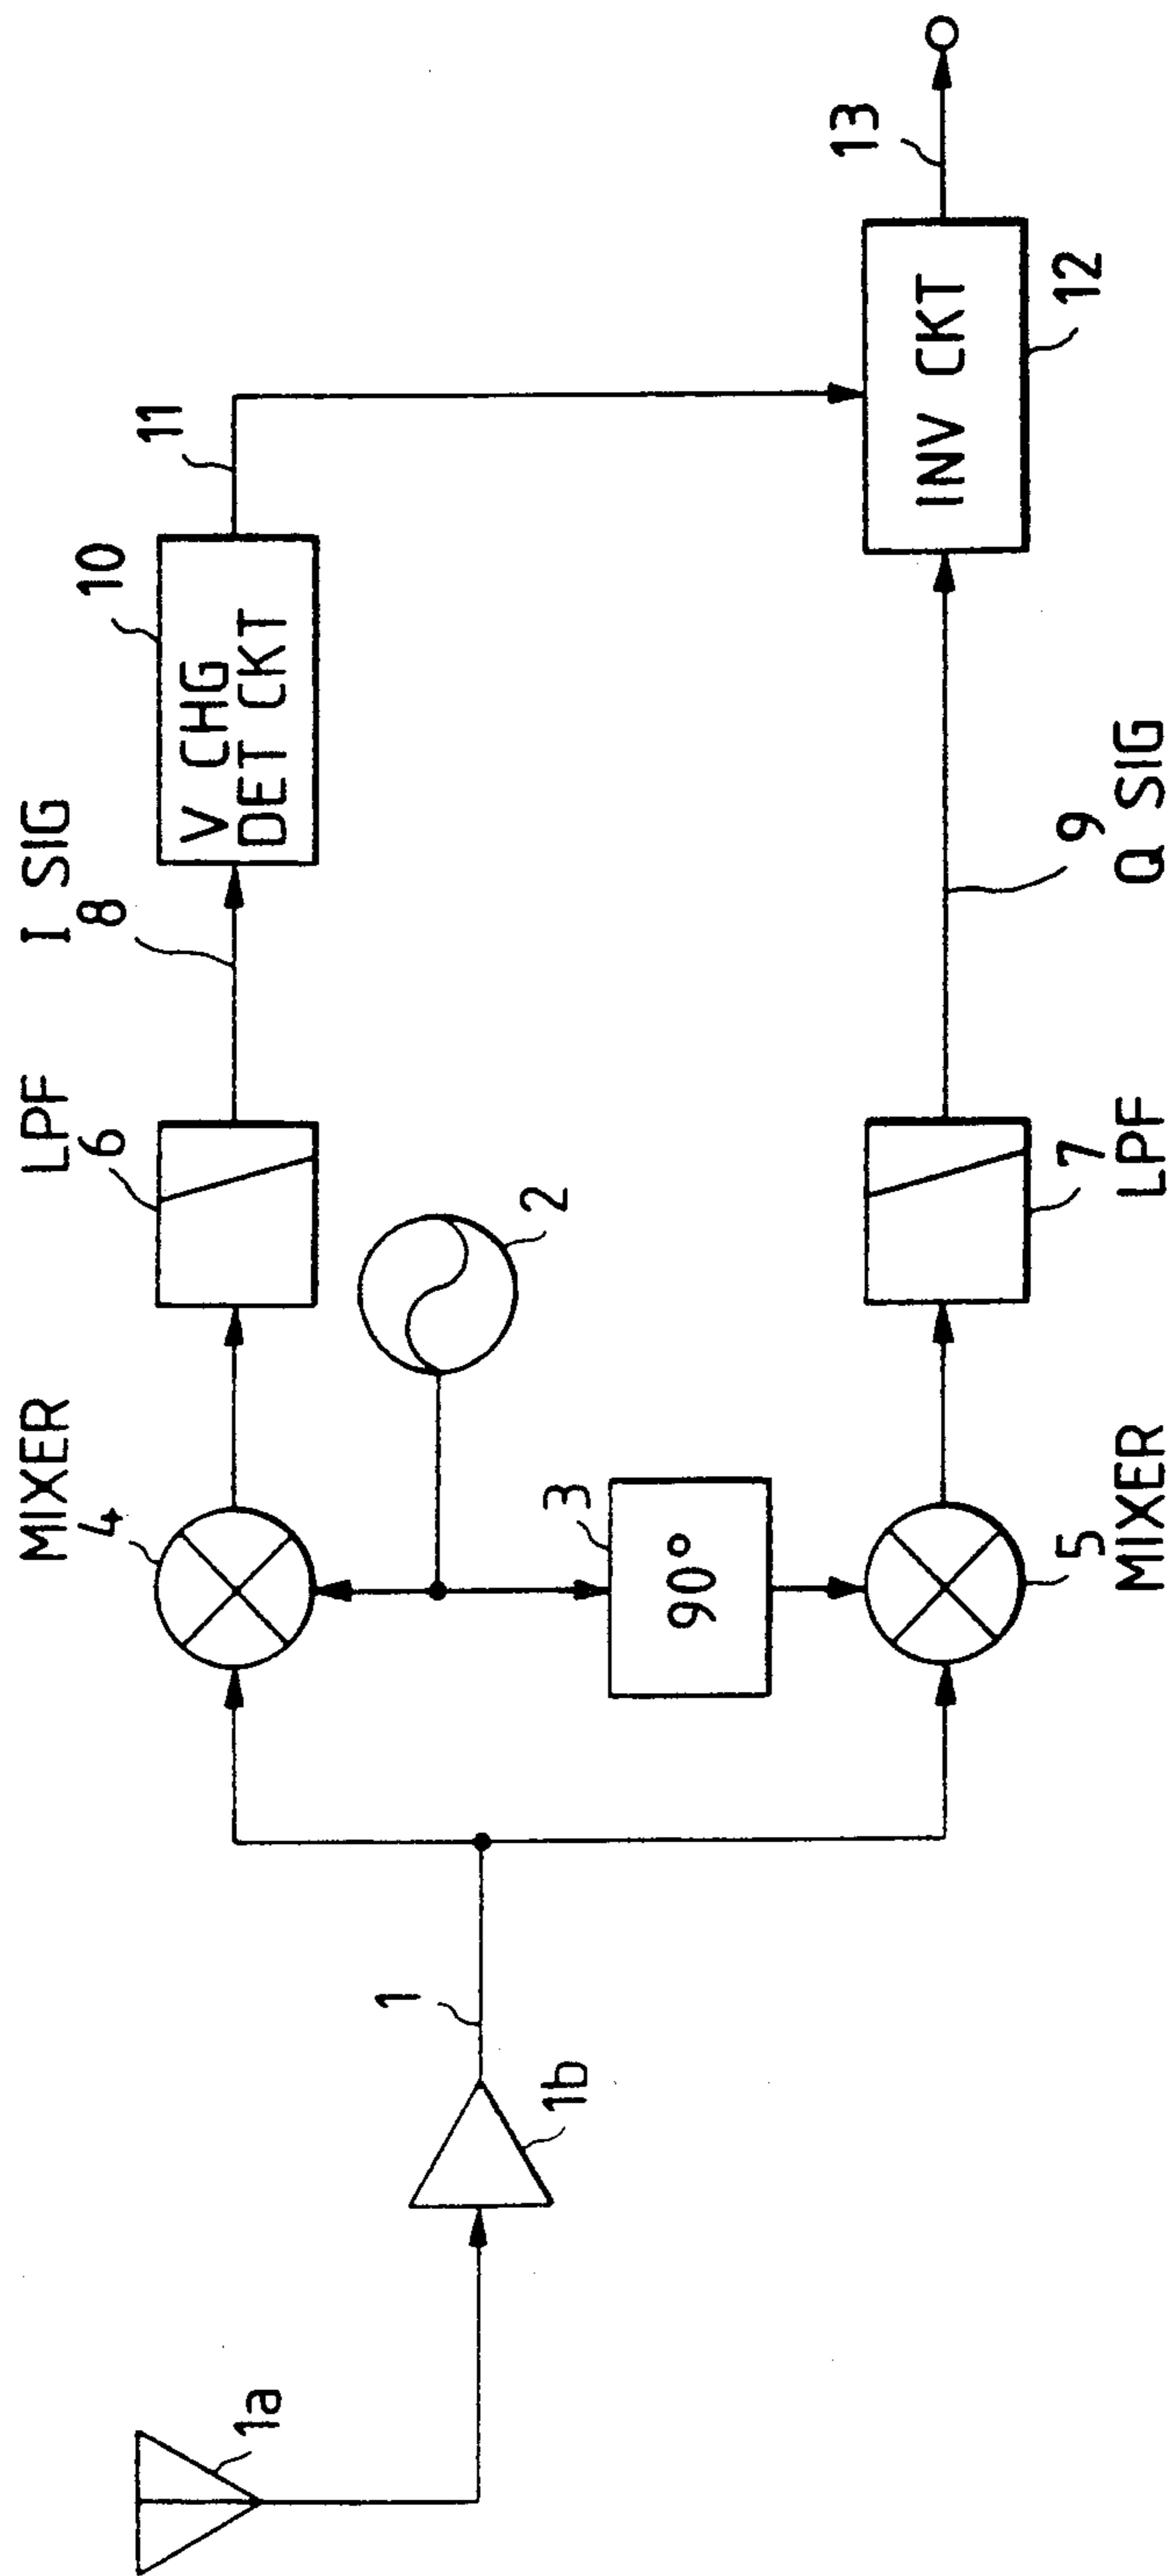 MIXER
4
LPF
6
I SIG
8
10
V CHG
DET CKT
11
1a
1b
1
2
3
90°
5
MIXER
7
LPF
9
Q SIG
INV CKT
12
13